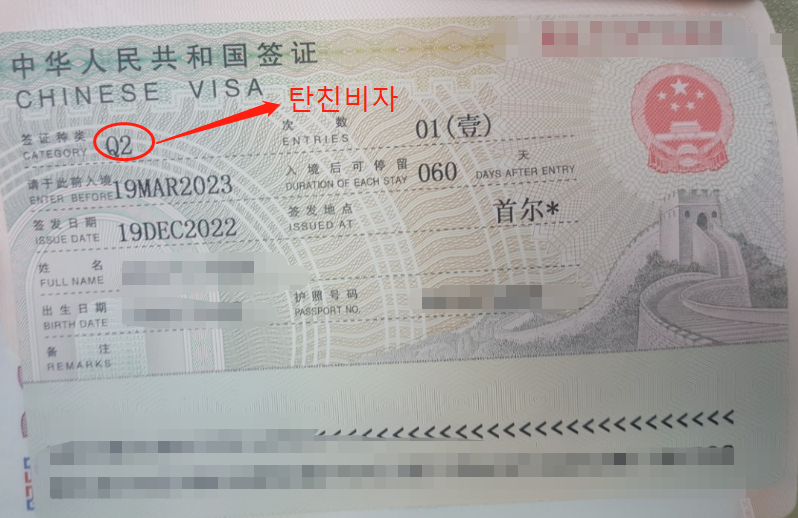 中华人民共和国签证
CHINESE VISA
탄친비자
签证种类
CATEGORY Q2
次 数
ENTRIES 01(壹)
请于此前入境
ENTER BEFORE 19MAR2023
入境后可停留 天
DURATION OF EACH STAY 060 DAYS AFTER ENTRY
签发日期
ISSUE DATE 19DEC2022
签发地点
ISSUED AT 首尔*
姓 名
FULL NAME
出生日期
BIRTH DATE
护照号码
PASSPORT NO.
备 注
REMARKS